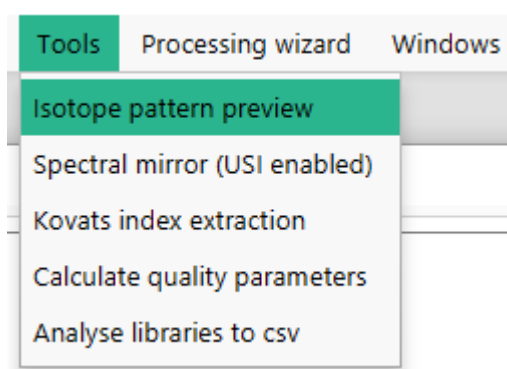 Tools Processing wizard Windows
Isotope pattern preview
Spectral mirror (USI enabled)
Kovats index extraction
Calculate quality parameters
Analyse libraries to csv